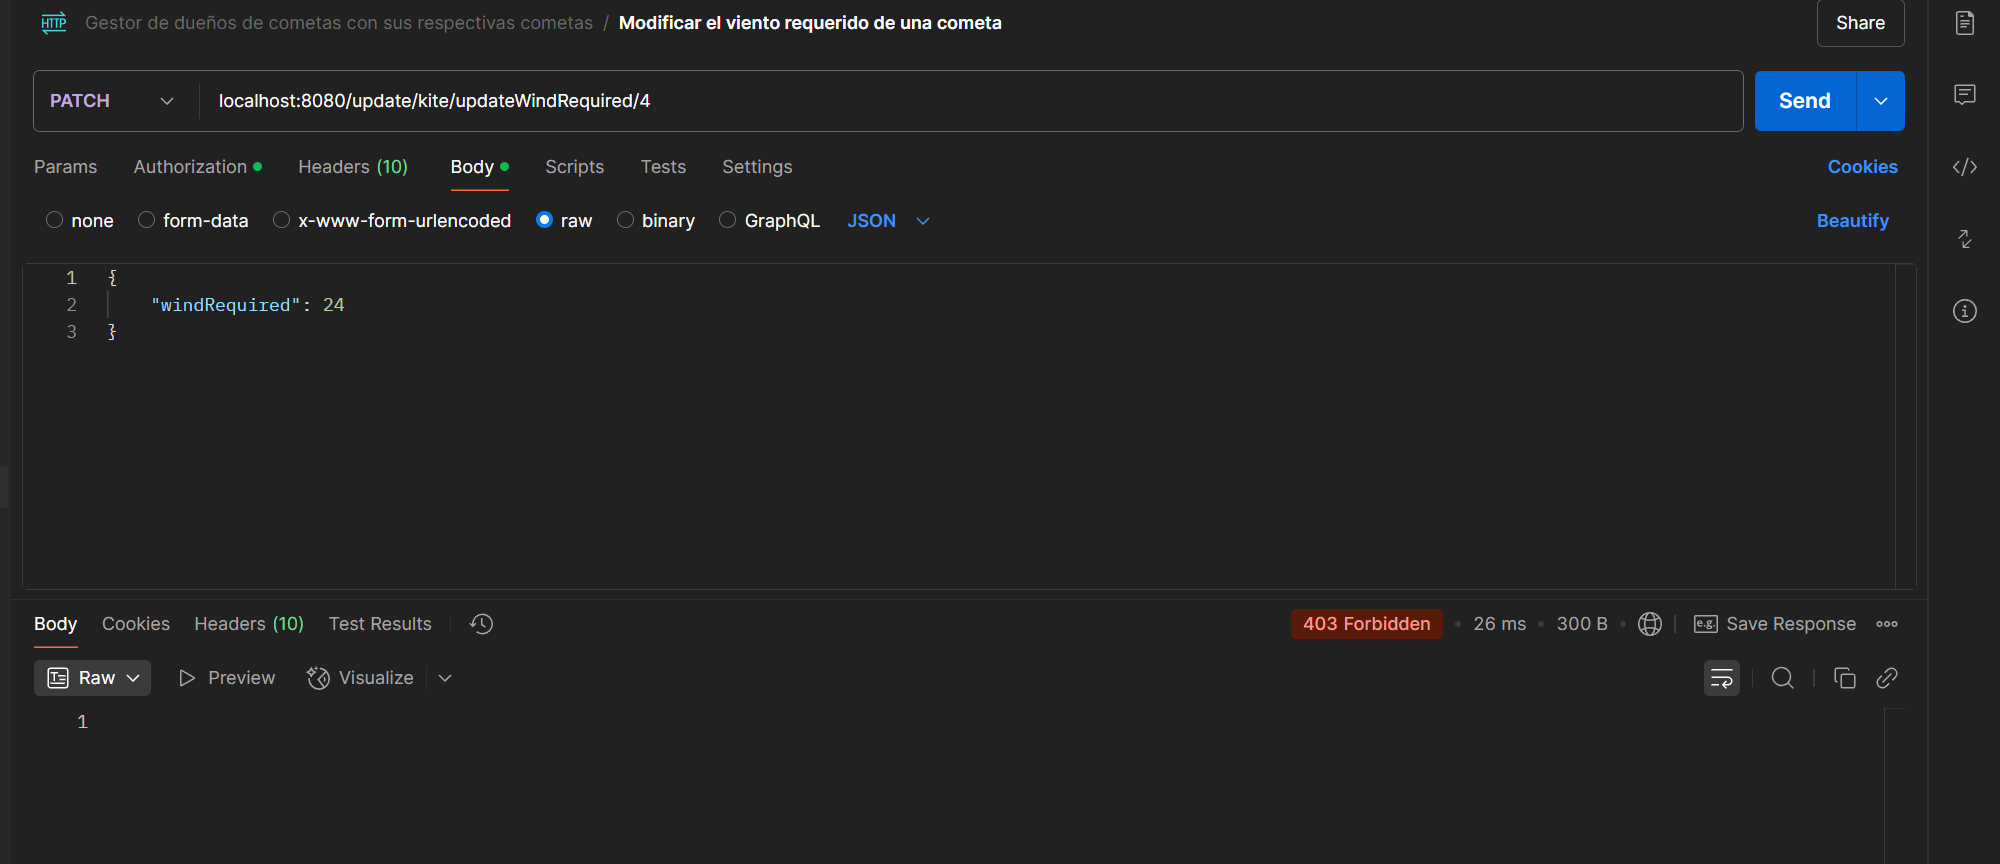 HTTP Gestor de dueños de cometas con sus respectivas cometas / Modificar el viento requerido de una cometa Share
PATCH localhost:8080/update/kite/updateWindRequired/4 Send
Params Authorization Headers (10) Body Scripts Tests Settings Cookies
none form-data x-www-form-urlencoded raw binary GraphQL JSON Beautify
1 {
2 "windRequired": 24
3 }
Body Cookies Headers (10) Test Results 403 Forbidden • 26 ms • 300 B • e.g. Save Response
Raw Preview Visualize
1